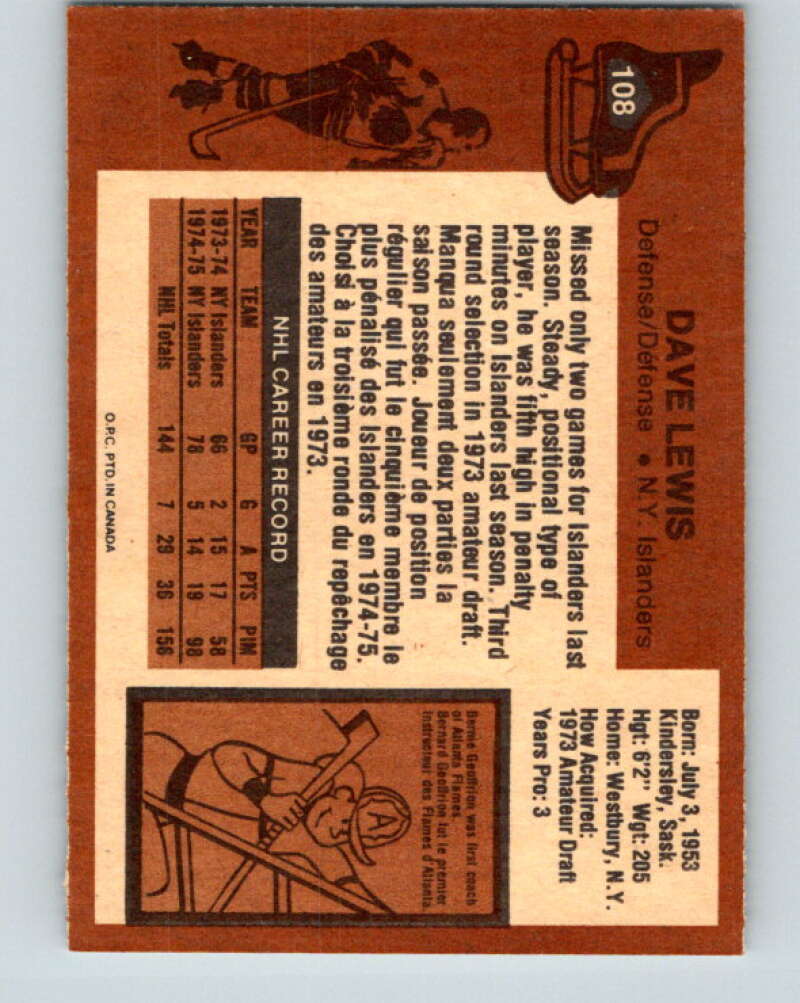 108
DAVE LEWIS
Defense/Défense • N.Y. Islanders
Born: July 3, 1953
Kindersley, Sask.
Hgt: 6'2" Wgt: 205
Home: Westbury, N.Y.
How Acquired:
1973 Amateur Draft
Years Pro: 3
Missed only two games for Islanders last
season. Steady, positional type of
player, he was fifth high in penalty
minutes on Islanders last season. Third
round selection in 1973 amateur draft.
Manqua seulement deux parties la
saison passée. Joueur de position
régulier qui fut le cinquième membre le
plus pénalisé des Islanders en 1974-75.
Choisi à la troisième ronde du repêchage
des amateurs en 1973.
NHL CAREER RECORD
YEAR TEAM GP G A PTS PIM
1973-74 NY Islanders 66 2 15 17 58
1974-75 NY Islanders 78 5 14 19 98
NHL Totals 144 7 29 36 156
Bernie Geoffrion was first coach
of Atlanta Flames.
Bernard Geoffrion fut le premier
instructeur des Flames d'Atlanta.
A
O.P.C. PTD. IN CANADA